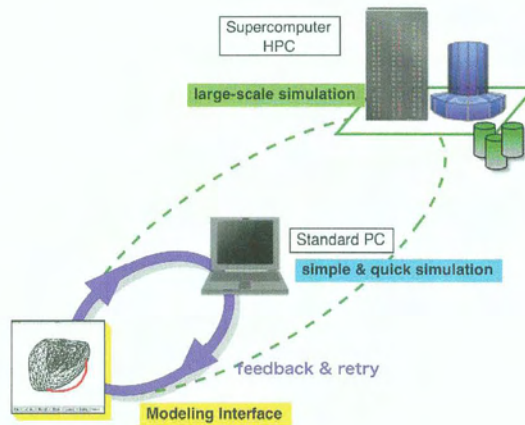 Supercomputer
HPC
large-scale simulation
Standard PC
simple & quick simulation
feedback & retry
Modeling Interface